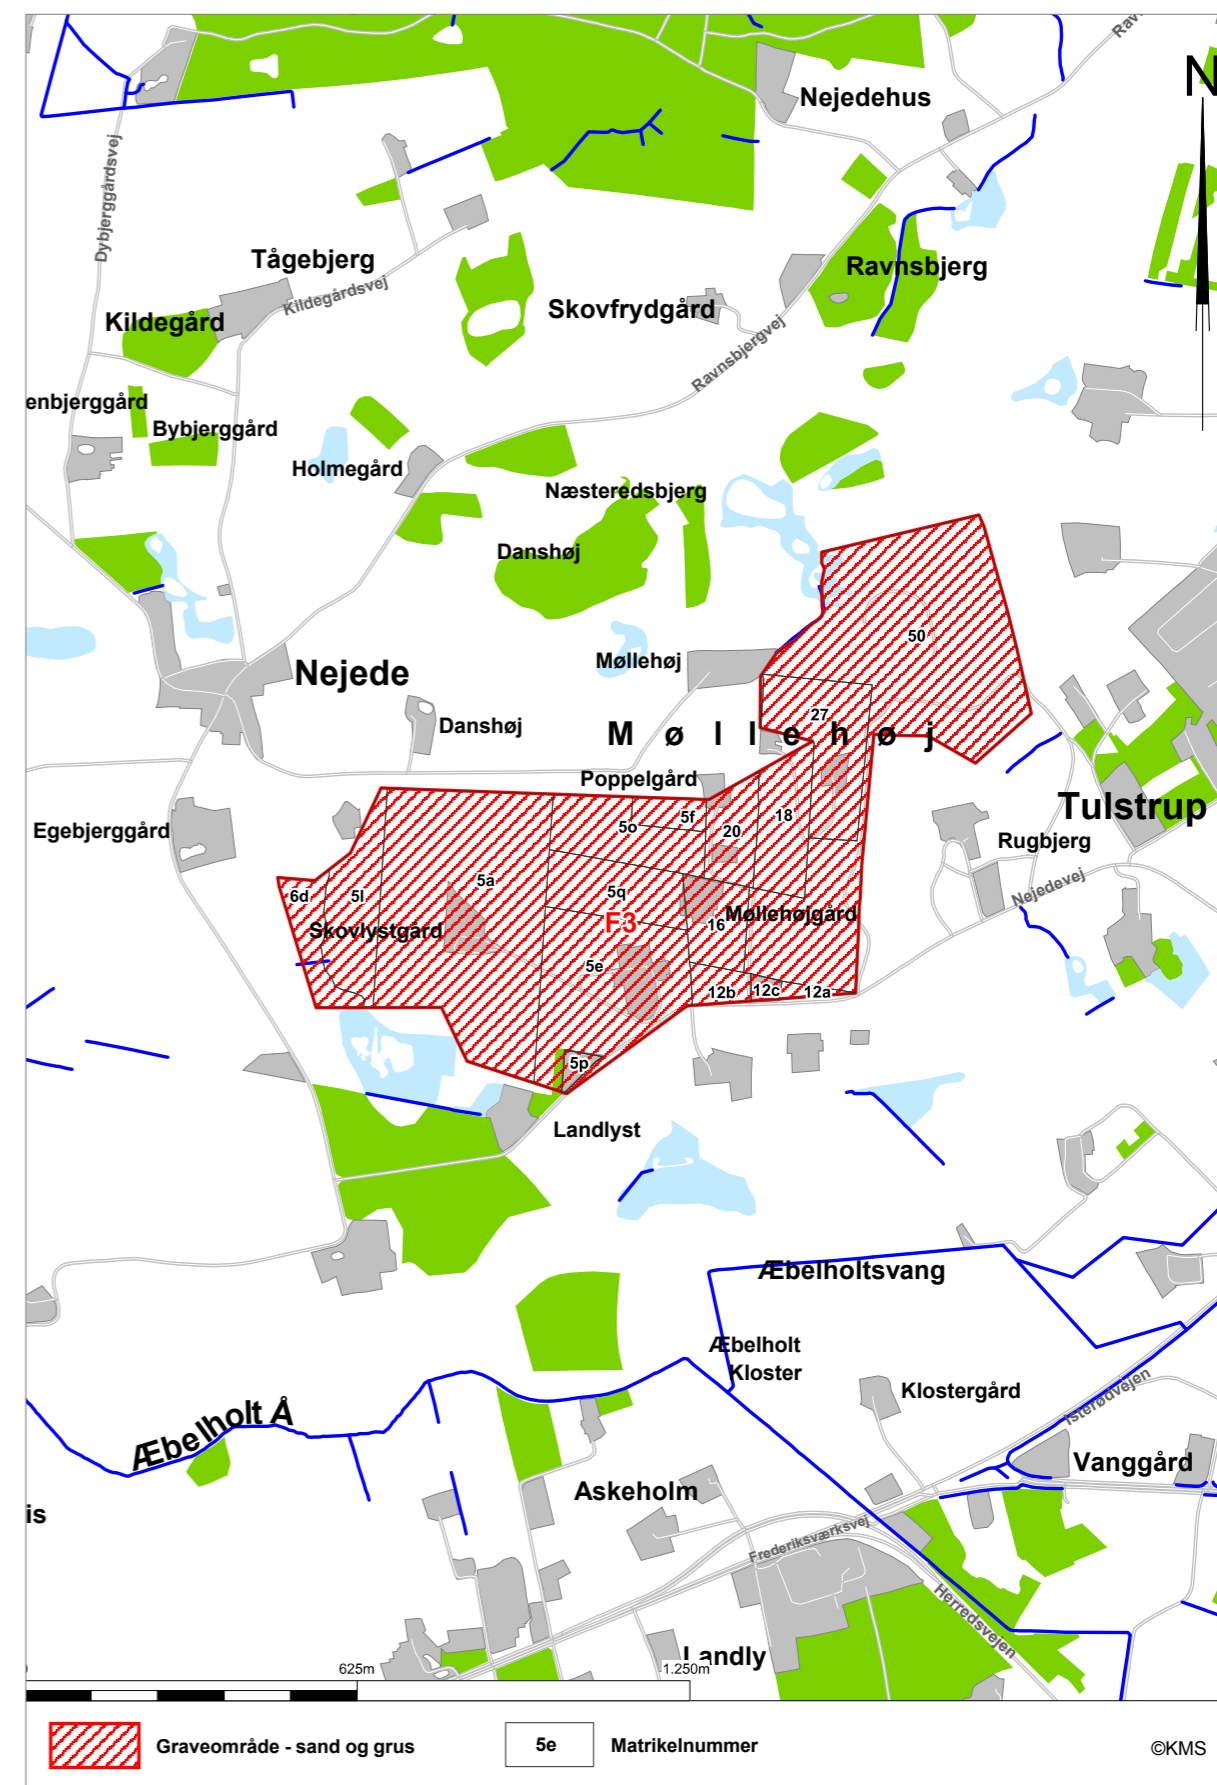 Ravn
N
Nejedehus
Dybjerggårdsvej
Tågebjerg
Ravnsbjerg
Kildegårdsvej
Skovfrydgård
Kildegård
Ravnsbjergvej
enbjerggård
Bybjerggård
Holmegård
Næsteredsbjerg
Danshøj
50
Møllehøj
Nejede
27
Danshøj
Møllehøj
Poppelgård
Tulstrup
5f
18
5o
20
Egebjerggård
Rugbjerg
5a
Nejedevej
6d
5l
5q
Møllehøjgård
F3
16
Skovlystgård
5e
12b
12c
12a
5p
Landlyst
Æbelholtsvang
Æbelholt
Kloster
Klostergård
Isterødvejen
Æbelholt Å
Vanggård
Askeholm
is
Frederiksværksvej
Herredsvejen
Landly
625m
1.250m
Graveområde - sand og grus
5e
Matrikelnummer
©KMS